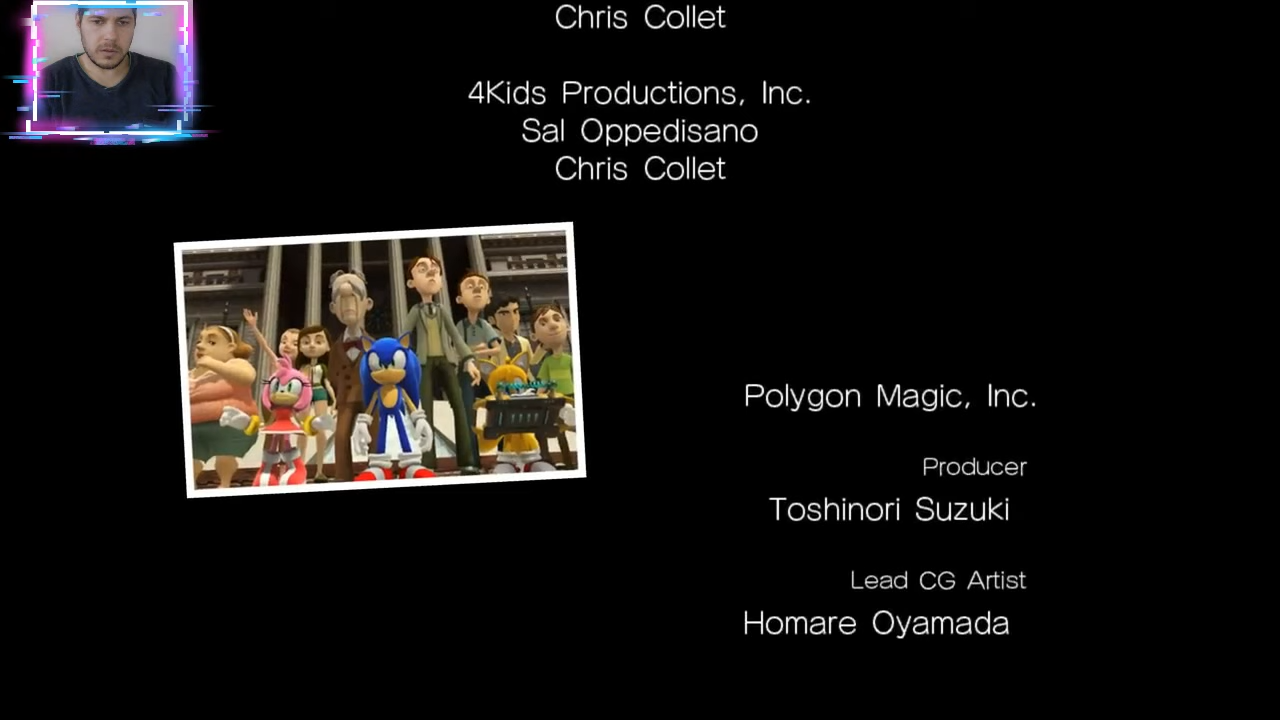 Chris Collet
4Kids Productions, Inc.
Sal Oppedisano
Chris Collet
Polygon Magic, Inc.
Producer
Toshinori Suzuki
Lead CG Artist
Homare Oyamada